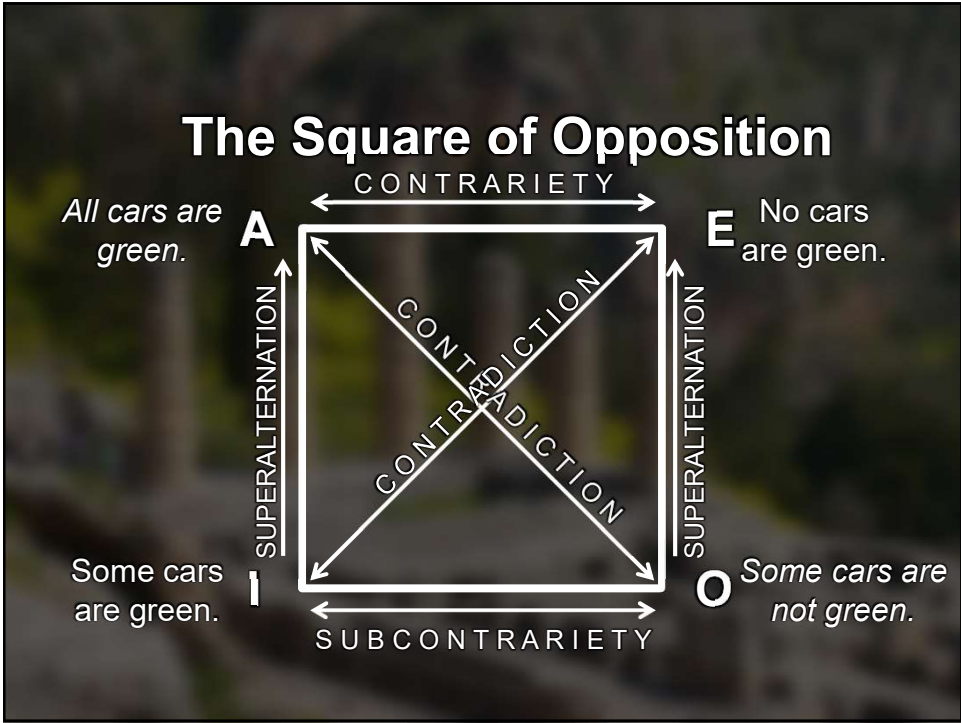 The Square of Opposition
CONTRARIETY
All cars are
green.
A
E
No cars
are green.
SUPERALTERNATION
CONTRADICTION
CONTRADICTION
SUPERALTERNATION
Some cars
are green.
I
O
Some cars are
not green.
SUBCONTRARIETY